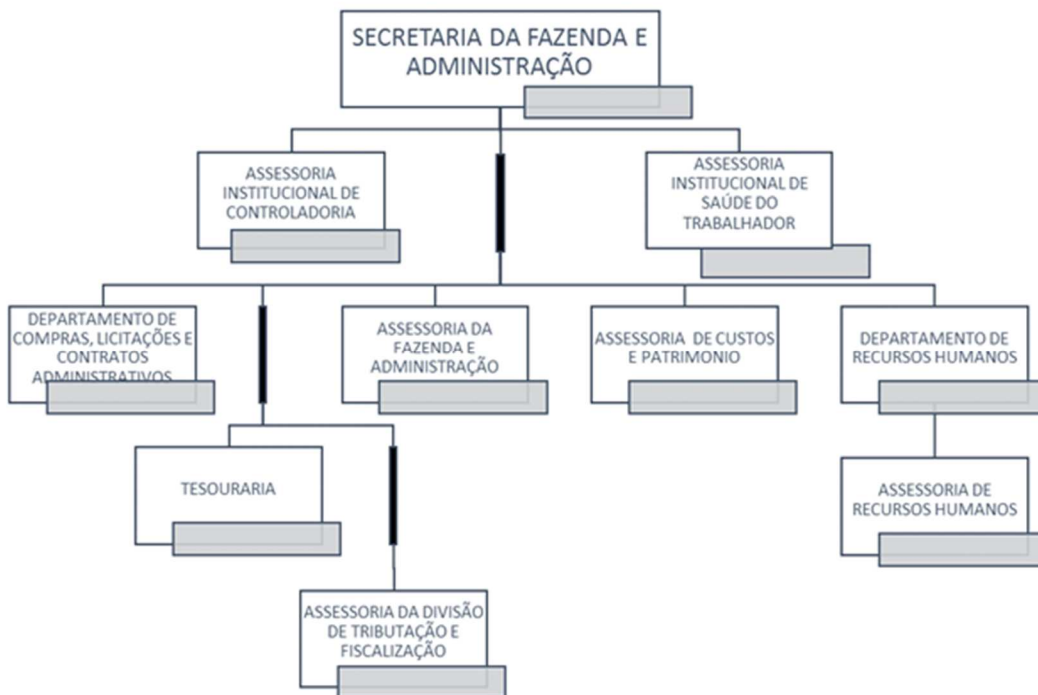 SECRETARIA DA FAZENDA E
ADMINISTRAÇÃO
ASSESSORIA
INSTITUCIONAL DE
CONTROLADORIA
ASSESSORIA
INSTITUCIONAL DE
SAÚDE DO
TRABALHADOR
DEPARTAMENTO DE
COMPRAS, LICITAÇÕES E
CONTRATOS
ADMINISTRATIVOS
ASSESSORIA DA
FAZENDA E
ADMINISTRAÇÃO
ASSESSORIA DE CUSTOS
E PATRIMONIO
DEPARTAMENTO DE
RECURSOS HUMANOS
TESOURARIA
ASSESSORIA DE
RECURSOS HUMANOS
ASSESSORIA DA DIVISÃO
DE TRIBUTAÇÃO E
FISCALIZAÇÃO